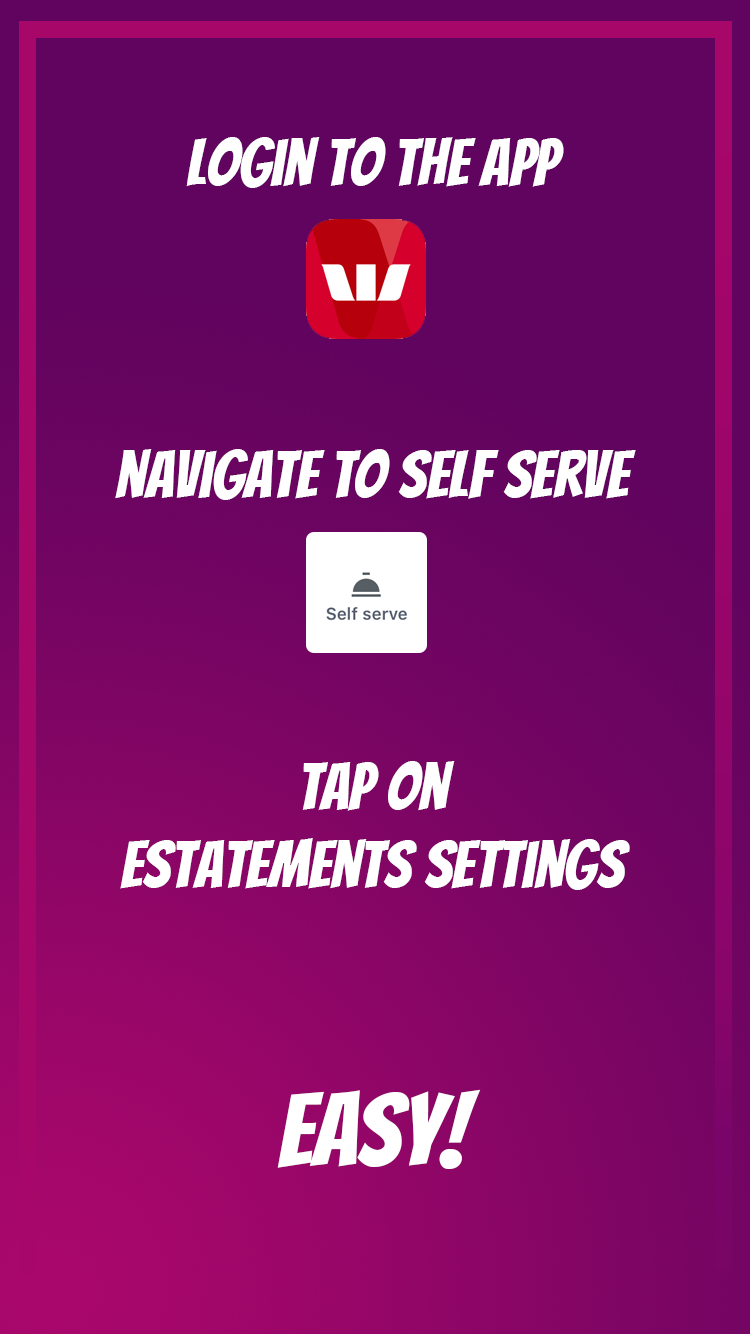 LOGIN TO THE APP
NAVIGATE TO SELF SERVE
Self serve
TAP ON
ESTATEMENTS SETTINGS
EASY!